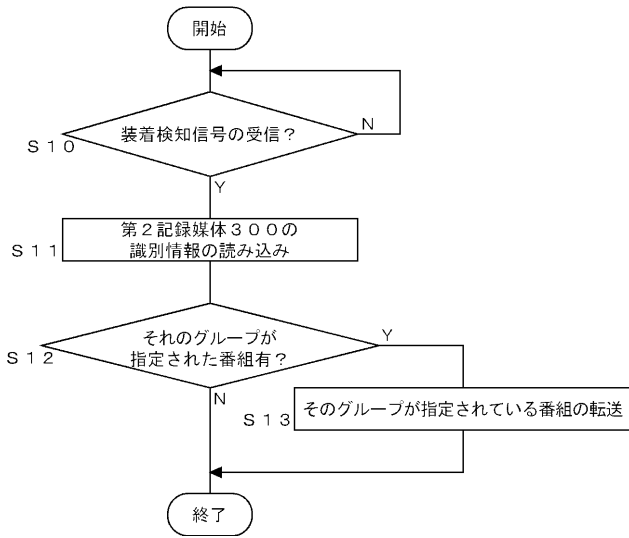 開始
装着検知信号の受信？
N
S10
Y
第2記録媒体300の
識別情報の読み込み
S11
それのグループが
指定された番組有？
Y
S12
N
そのグループが指定されている番組の転送
S13
終了